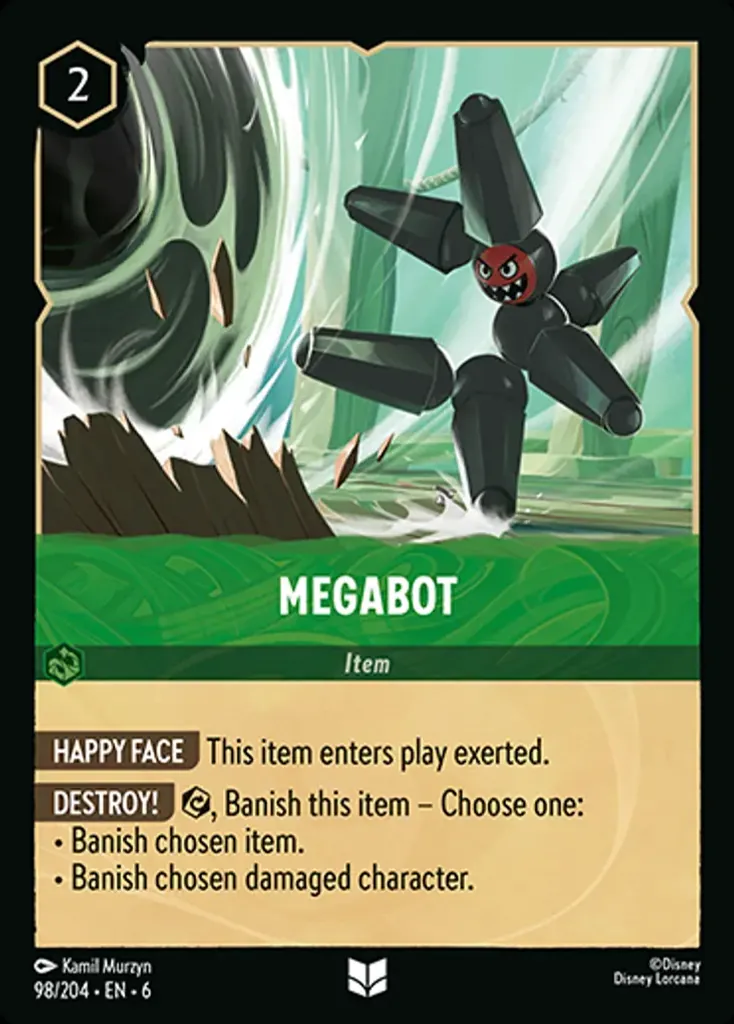 2
MEGABOT
Item
HAPPY FACE This item enters play exerted.
DESTROY! , Banish this item – Choose one:
• Banish chosen item.
• Banish chosen damaged character.
Kamil Murzyn
98/204 • EN • 6
©Disney
Disney Lorcana